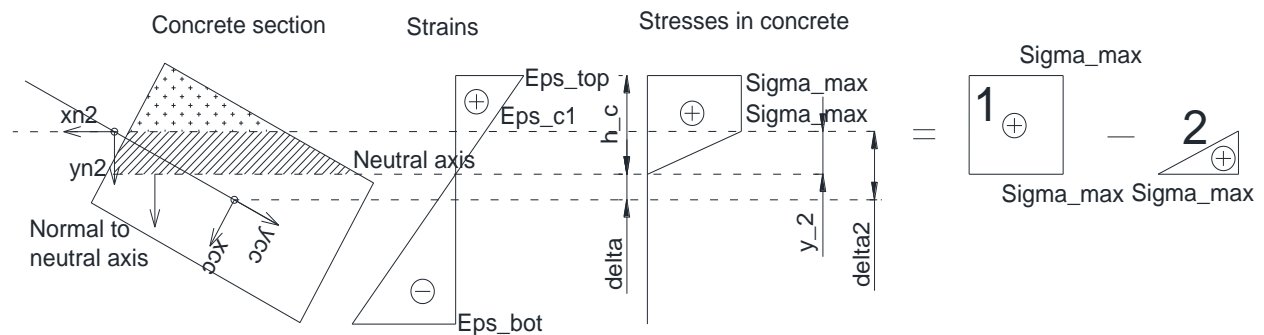 Concrete section
Strains
Stresses in concrete
Sigma_max
Eps_top
Sigma_max
Eps_c1
Sigma_max
xn2
h_c
+
+
=
1
+
—
2
+
yn2
Neutral axis
Sigma_max
Sigma_max
Normal to
neutral axis
xcc
ycc
delta
y_2
delta2
−
Eps_bot